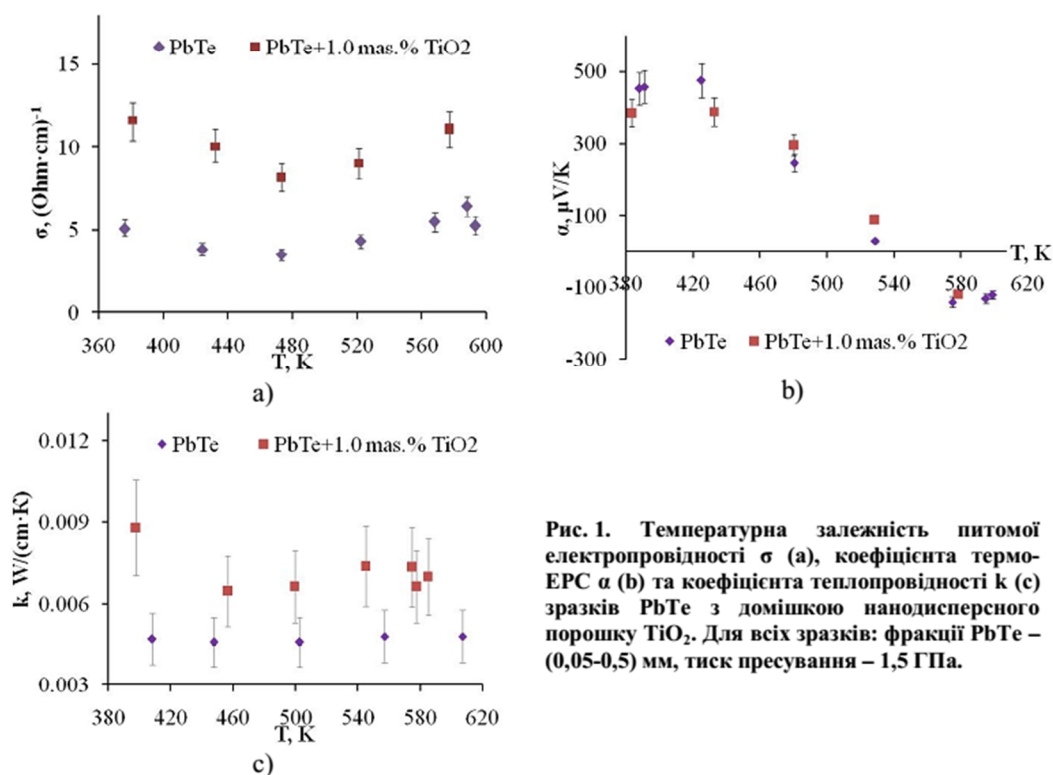 PbTe PbTe+1.0 mas.% TiO2
σ, (Ohm·cm)-1
15
10
5
0
360 400 440 480 520 560 600
T, K
a)
α, μV/K
500
300
100
-100
-300
T, K
380 420 460 500 540 580 620
PbTe PbTe+1.0 mas.% TiO2
b)
k, W/(cm·K)
0.012
0.009
0.006
0.003
PbTe PbTe+1.0 mas.% TiO2
380 420 460 500 540 580 620
T, K
c)
Рис. 1. Температурна залежність питомої
електропровідності σ (a), коефіцієнта термо-
ЕРС α (b) та коефіцієнта теплопровідності k (c)
зразків PbTe з домішкою нанодисперсного
порошку TiO₂. Для всіх зразків: фракції PbTe –
(0,05-0,5) мм, тиск пресування – 1,5 ГПа.